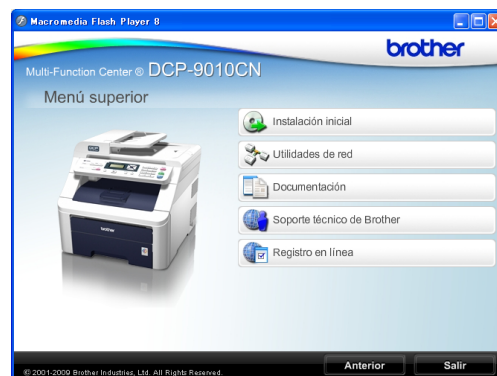 Macromedia Flash Player 8
brother
Multi-Function Center ® DCP-9010CN
Menú superior
Instalación inicial
Utilidades de red
Documentación
Soporte técnico de Brother
Registro en línea
Anterior
Salir
© 2001-2009 Brother Industries, Ltd. All Rights Reserved.